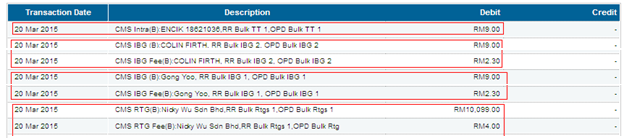 Transaction Date Description Debit Credit
20 Mar 2015 CMS Intra(B):ENCIK 18621036,RR Bulk TT 1,OPD Bulk TT 1 RM9.00 -
20 Mar 2015 CMS IBG (B):COLIN FIRTH, RR Bulk IBG 2, OPD Bulk IBG 2 RM9.00 -
20 Mar 2015 CMS IBG Fee(B):COLIN FIRTH, RR Bulk IBG 2, OPD Bulk IBG 2 RM2.30 -
20 Mar 2015 CMS IBG (B):Gong Yoo, RR Bulk IBG 1, OPD Bulk IBG 1 RM9.00 -
20 Mar 2015 CMS IBG Fee(B):Gong Yoo, RR Bulk IBG 1, OPD Bulk IBG 1 RM2.30 -
20 Mar 2015 CMS RTG(B):Nicky Wu Sdn Bhd,RR Bulk Rtgs 1,OPD Bulk Rtgs 1 RM10,099.00 -
20 Mar 2015 CMS RTG Fee(B):Nicky Wu Sdn Bhd,RR Bulk Rtgs 1,OPD Bulk Rtg RM4.00 -